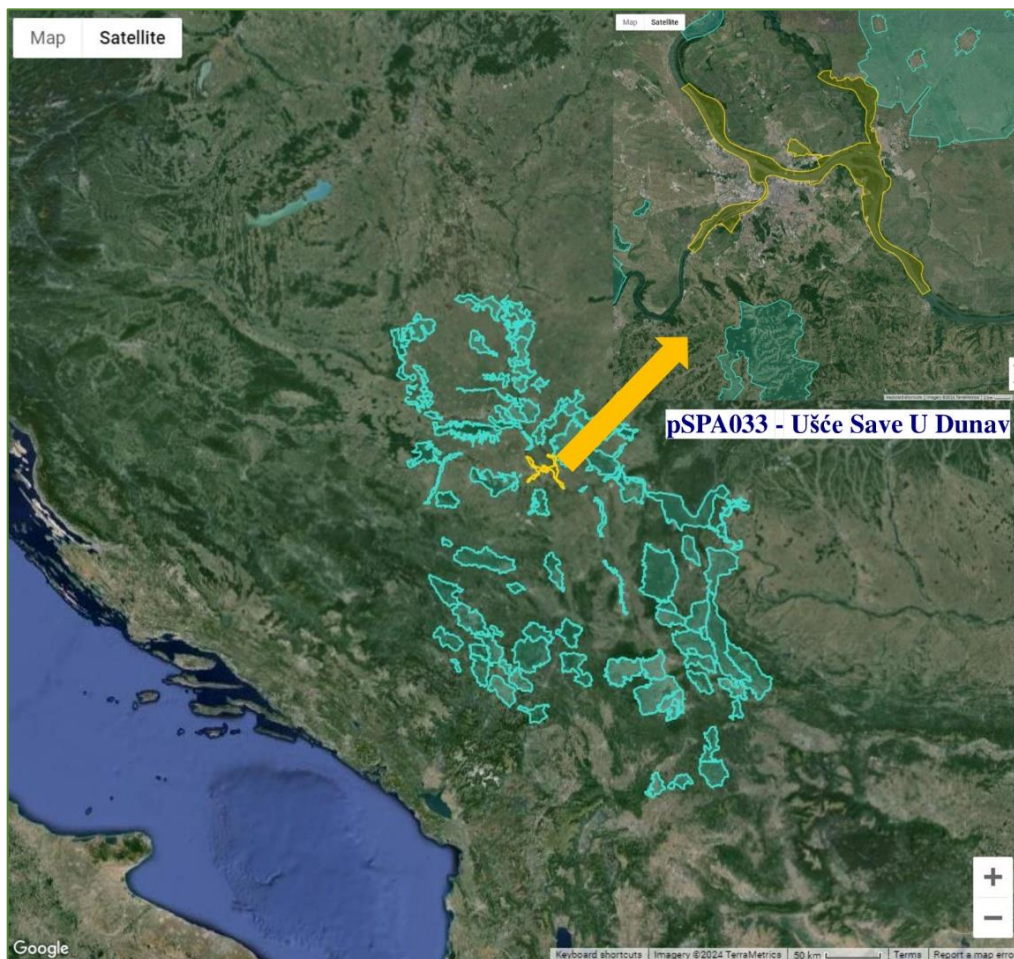 Map Satellite
Map Satellite
pSPA033 - Ušće Save U Dunav
+
−
Google
Keyboard shortcuts Imagery ©2024 TerraMetrics 50 km Terms Report a map erro